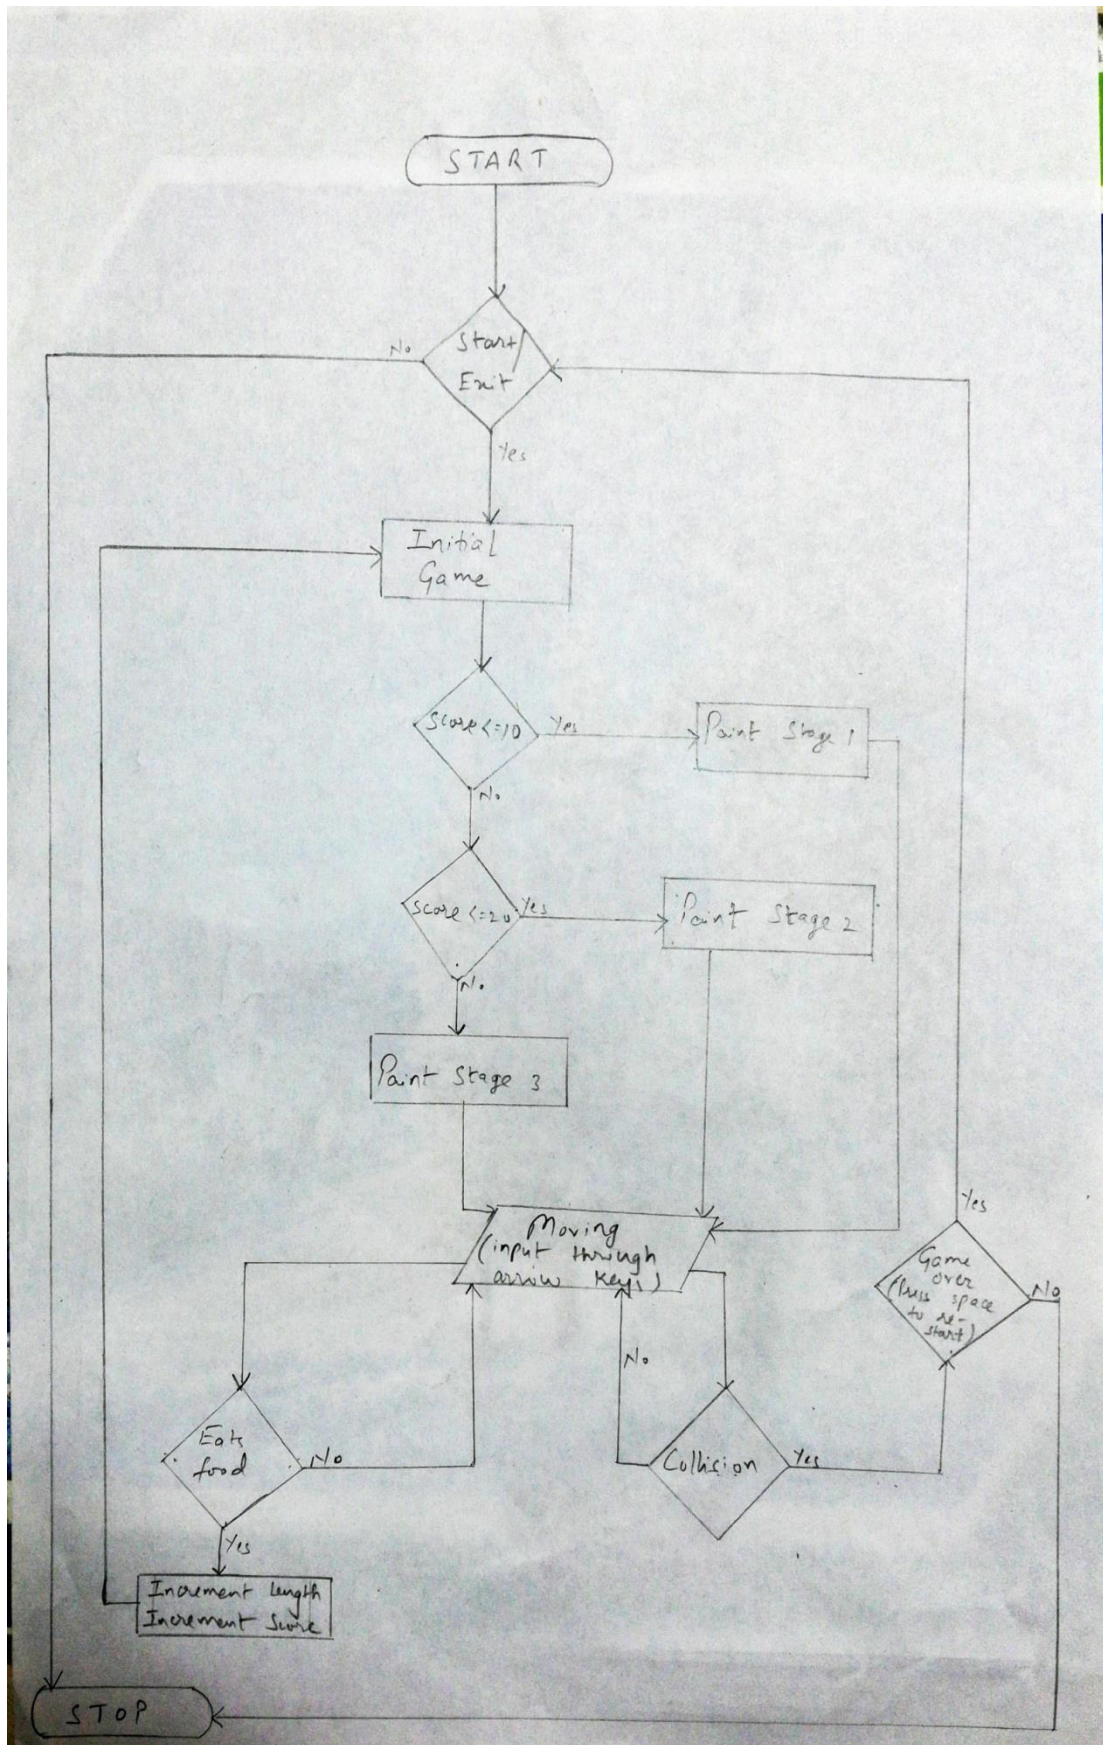 START
No
Start/
Exit
Yes
Initial
Game
Score<=10
Yes
Paint Stage 1
No
Score<=20
Yes
Paint Stage 2
No
Paint Stage 3
Moving
(input through
arrow keys)
Yes
Game
over
(Press space
to re-
start)
No
No
Eats
food
No
Collision
Yes
Yes
Increment Length
Increment Score
STOP